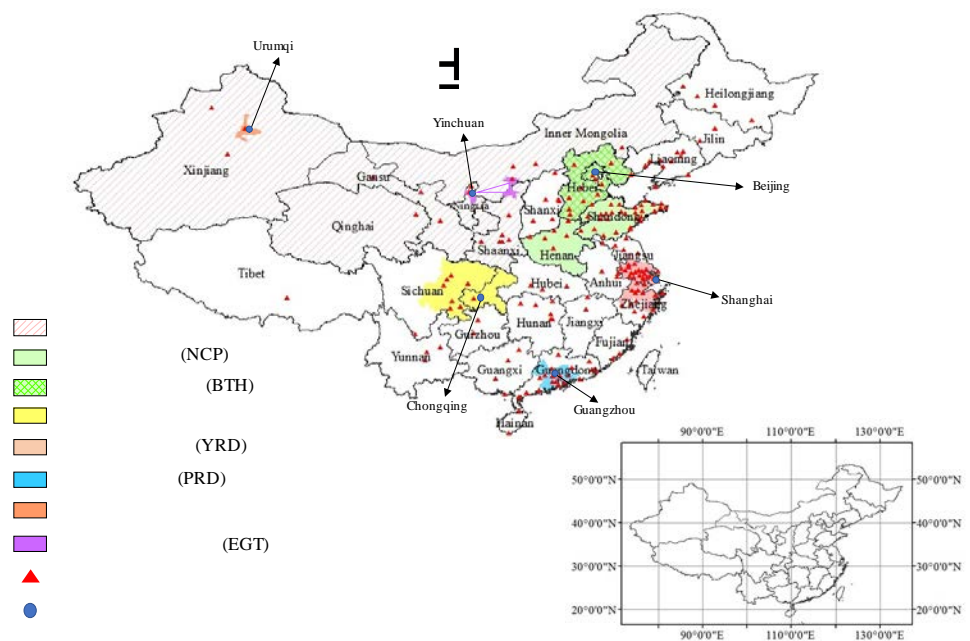 Urumqi
Heilongjiang
Yinchuan
Inner Mongolia
Jilin
Liaoning
Xinjiang
Gansu
Beijing
Hebei
Ningxia
Shanxi
Shandong
Qinghai
Shaanxi
Henan
Jiangsu
Tibet
Sichuan
Hubei
Anhui
Shanghai
Zhejiang
Hunan
Jiangxi
Guizhou
Fujian
(NCP)
Yunnan
Guangxi
Guangdong
Taiwan
(BTH)
Chongqing
Guangzhou
Hainan
(YRD)
(PRD)
(EGT)
90°0'0"E 110°0'0"E 130°0'0"E
50°0'0"N 50°0'0"N
40°0'0"N 40°0'0"N
30°0'0"N 30°0'0"N
20°0'0"N 20°0'0"N
90°0'0"E 110°0'0"E 130°0'0"E